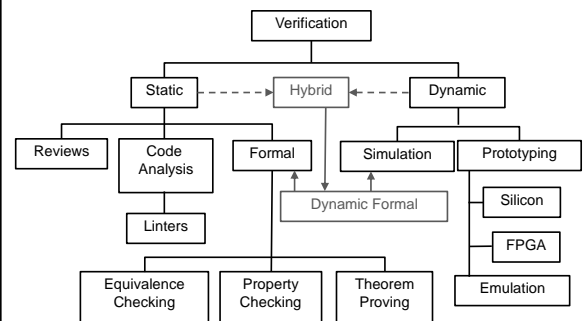 Verification
Static
Hybrid
Dynamic
Reviews
Code
Analysis
Formal
Simulation
Prototyping
Dynamic Formal
Silicon
Linters
FPGA
Equivalence
Checking
Property
Checking
Theorem
Proving
Emulation